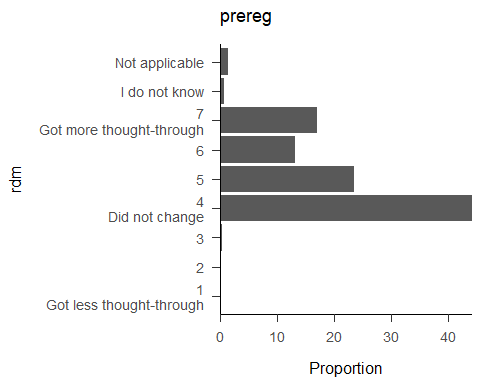 prereg
Not applicable
I do not know
7
Got more thought-through
6
5
4
Did not change
3
2
1
Got less thought-through
rdm
0 10 20 30 40
Proportion